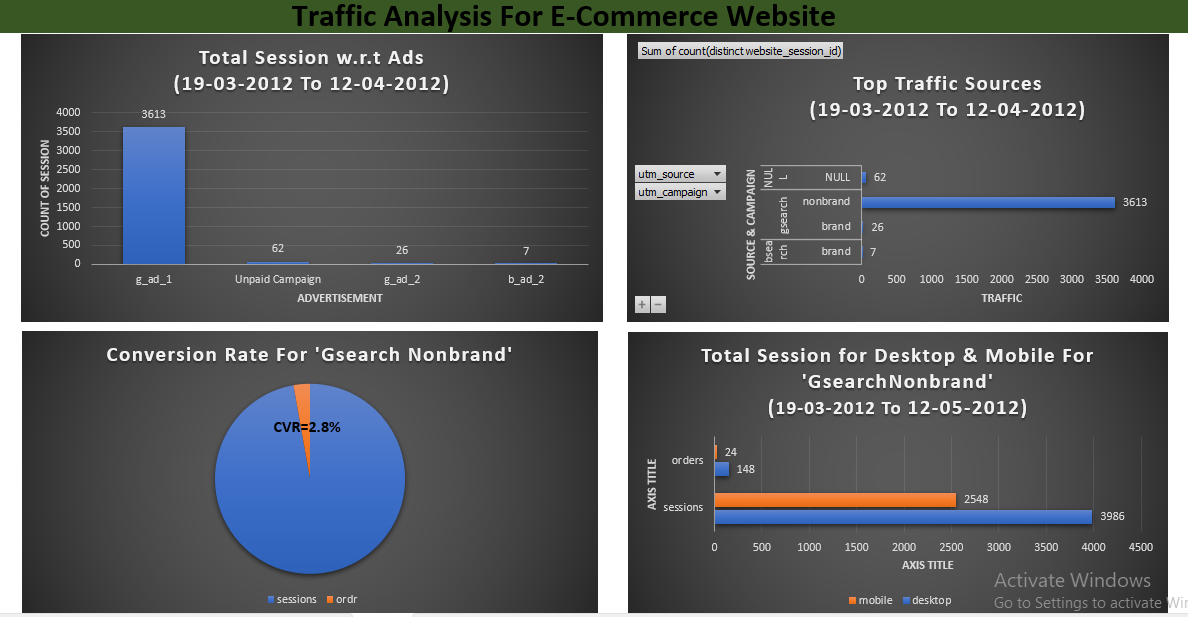 Traffic Analysis For E-Commerce Website
Total Session w.r.t Ads
(19-03-2012 To 12-04-2012)
COUNT OF SESSION
4000
3500
3000
2500
2000
1500
1000
500
0
3613
62
26
7
g_ad_1
Unpaid Campaign
g_ad_2
b_ad_2
ADVERTISEMENT
Sum of count(distinct website_session_id)
Top Traffic Sources
(19-03-2012 To 12-04-2012)
utm_source
utm_campaign
SOURCE & CAMPAIGN
NUL
L
NULL
62
gsearch
nonbrand
3613
brand
26
bsea
rch
brand
7
0 500 1000 1500 2000 2500 3000 3500 4000
TRAFFIC
+ −
Conversion Rate For 'Gsearch Nonbrand'
CVR=2.8%
sessions ordr
Total Session for Desktop & Mobile For
'GsearchNonbrand'
(19-03-2012 To 12-05-2012)
AXIS TITLE
orders
24
148
sessions
2548
3986
0 500 1000 1500 2000 2500 3000 3500 4000 4500
AXIS TITLE
mobile desktop
Activate Windows
Go to Settings to activate Wi